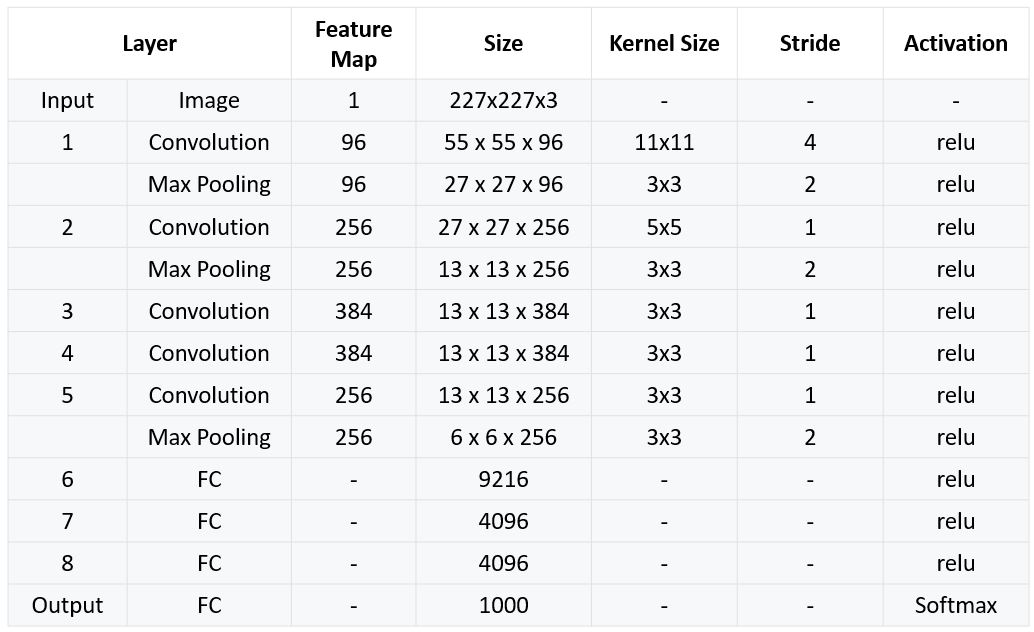 Layer Feature Map Size Kernel Size Stride Activation
Input Image 1 227x227x3 - - -
1 Convolution 96 55 x 55 x 96 11x11 4 relu
Max Pooling 96 27 x 27 x 96 3x3 2 relu
2 Convolution 256 27 x 27 x 256 5x5 1 relu
Max Pooling 256 13 x 13 x 256 3x3 2 relu
3 Convolution 384 13 x 13 x 384 3x3 1 relu
4 Convolution 384 13 x 13 x 384 3x3 1 relu
5 Convolution 256 13 x 13 x 256 3x3 1 relu
Max Pooling 256 6 x 6 x 256 3x3 2 relu
6 FC - 9216 - - relu
7 FC - 4096 - - relu
8 FC - 4096 - - relu
Output FC - 1000 - - Softmax